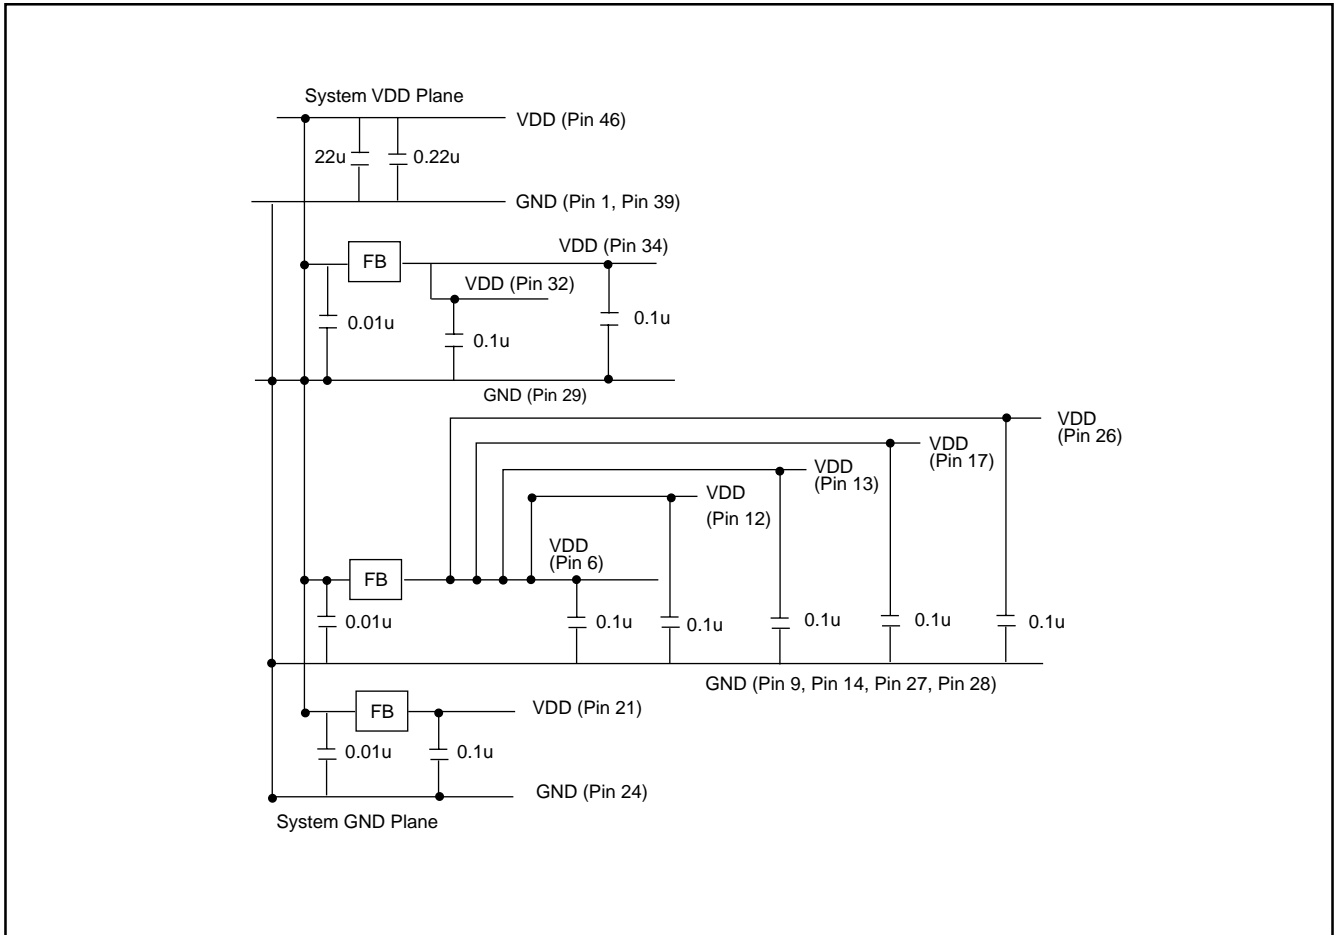 System VDD Plane
VDD (Pin 46)
22u
0.22u
GND (Pin 1, Pin 39)
VDD (Pin 34)
FB
VDD (Pin 32)
0.01u
0.1u
0.1u
GND (Pin 29)
VDD
(Pin 26)
VDD
(Pin 17)
VDD
(Pin 13)
VDD
(Pin 12)
VDD
(Pin 6)
FB
0.01u
0.1u
0.1u
0.1u
0.1u
0.1u
GND (Pin 9, Pin 14, Pin 27, Pin 28)
FB
VDD (Pin 21)
0.01u
0.1u
GND (Pin 24)
System GND Plane